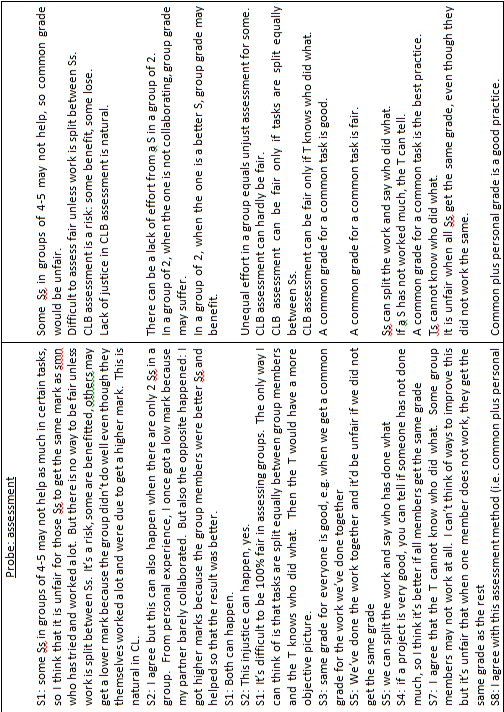 Probe: assessment
S1: some Ss in groups of 4-5 may not help as much in certain tasks,
so I think that it is unfair for those Ss to get the same mark as smn
who has tried and worked a lot. But there is no way to be fair unless
work is split between Ss. It's a risk, some are benefitted, others may
get a lower mark because the group didn't do well even though they
themselves worked a lot and were due to get a higher mark. This is
natural in CL.
S2: I agree but this can also happen when there are only 2 Ss in a
group. From personal experience, I once got a low mark because
my partner barely collaborated. But also the opposite happened: I
got higher marks because the group members were better Ss and
helped so that the result was better.
S1: Both can happen.
S2: This injustice can happen, yes.
S1: It's difficult to be 100% fair in assessing groups. The only way I
can think of is that tasks are split equally between group members
and the T knows who did what. Then the T would have a more
objective picture.
S3: same grade for everyone is good, e.g. when we get a common
grade for the work we've done together
S5: We've done the work together and it'd be unfair if we did not
get the same grade
S5: we can split the work and say who has done what
S4: if a project is very good, you can tell if someone has not done
much, so I think it's better if all members get the same grade
S7: I agree that the T cannot know who did what. Some group
members may not work at all. I can't think of ways to improve this
but it's unfair that when one member does not work, they get the
same grade as the rest
S8: I agree with this assessment method, i.e. common plus personal
Some Ss in groups of 4-5 may not help, so common grade
would be unfair.
Difficult to assess fair unless work is split between Ss.
CLB assessment is a risk: some benefit, some lose.
Lack of justice in CLB assessment is natural.
There can be a lack of effort from a S in a group of 2.
In a group of 2, when the one is not collaborating, group grade
may suffer.
In a group of 2, when the one is a better S, group grade may
benefit.
Unequal effort in a group equals unjust assessment for some.
CLB assessment can hardly be fair.
CLB assessment can be fair only if tasks are split equally
between Ss.
CLB assessment can be fair only if T knows who did what.
A common grade for a common task is good.
A common grade for a common task is fair.
Ss can split the work and say who did what.
If a S has not worked much, the T can tell.
A common grade for a common task is the best practice.
Ts cannot know who did what.
It is unfair when all Ss get the same grade, even though they
did not work the same.
Common plus personal grade is a good practice.